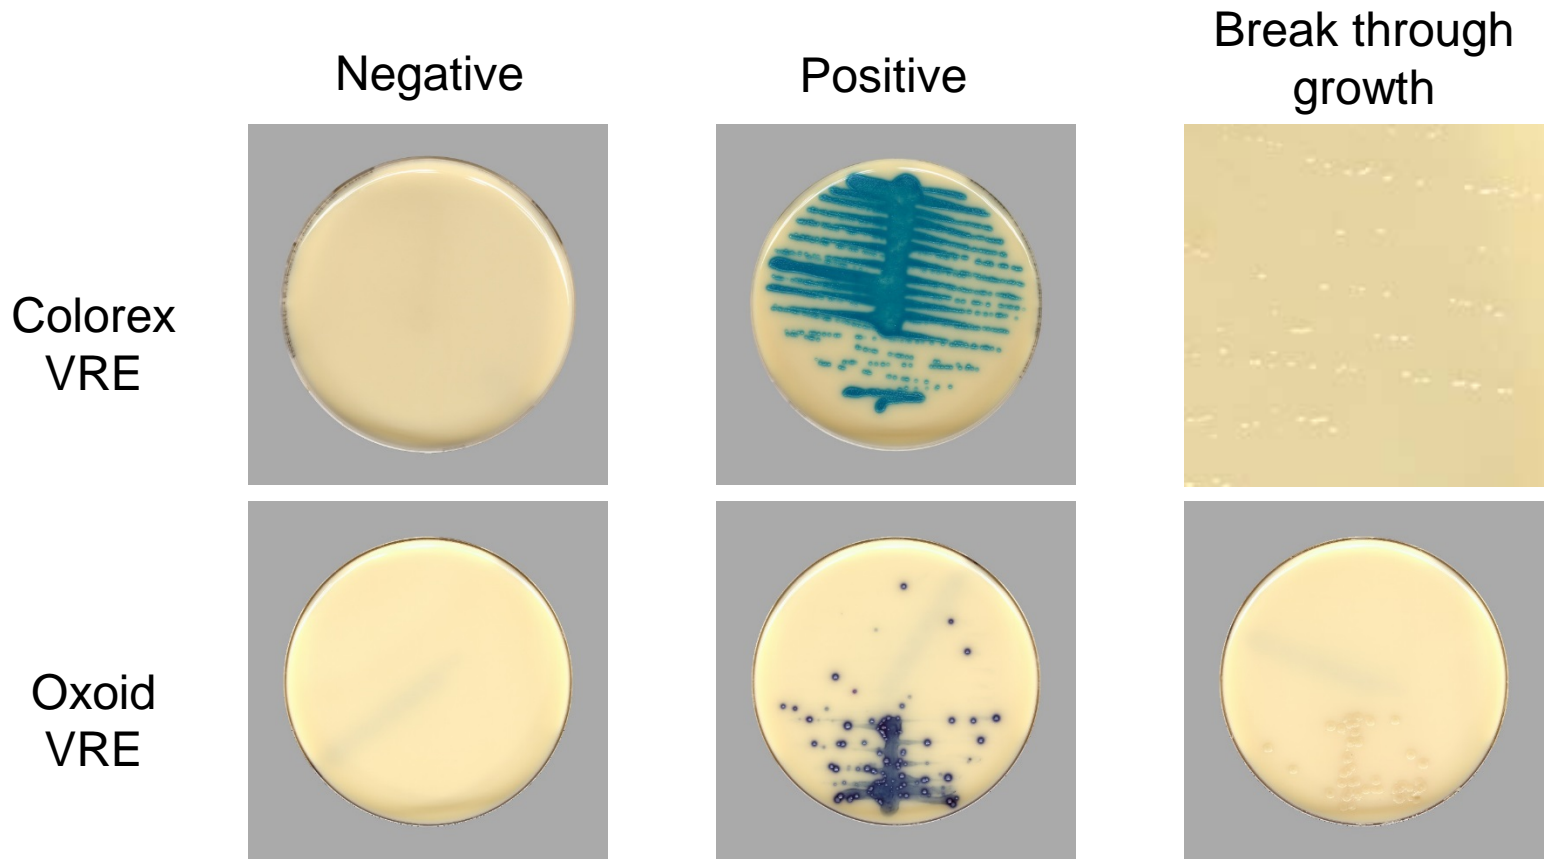 Negative
Positive
Break through
growth
Colorex
VRE
Oxoid
VRE